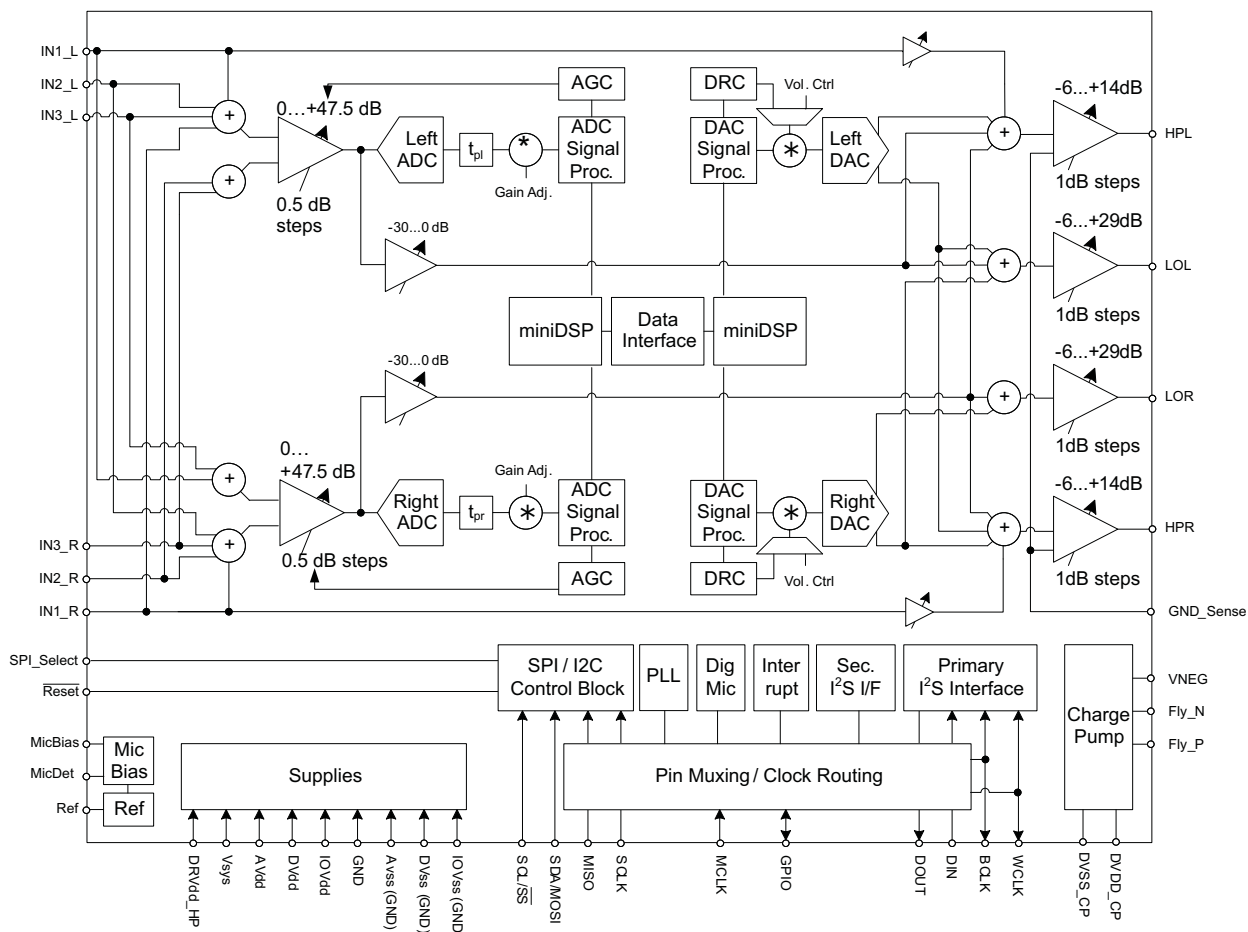 IN1_L
IN2_L
IN3_L
+
+
0…+47.5 dB
0.5 dB
steps
-30...0 dB
Left
ADC
tpl
*
Gain Adj.
AGC
ADC
Signal
Proc.
DRC
Vol. Ctrl
DAC
Signal
Proc.
*
Left
DAC
+
-6...+14dB
1dB steps
HPL
+
-6...+29dB
1dB steps
LOL
miniDSP
Data
Interface
miniDSP
-30...0 dB
+
-6...+29dB
1dB steps
LOR
+
+
0…
+47.5 dB
0.5 dB steps
Right
ADC
tpr
Gain Adj.
*
ADC
Signal
Proc.
AGC
DAC
Signal
Proc.
*
DRC
Vol. Ctrl
Right
DAC
+
-6...+14dB
1dB steps
HPR
IN3_R
IN2_R
IN1_R
GND_Sense
SPI_Select
Reset
SPI / I2C
Control Block
PLL
Dig
Mic
Inter
rupt
Sec.
I2S I/F
Primary
I2S Interface
Charge
Pump
VNEG
Fly_N
Fly_P
MicBias
MicDet
Ref
Mic
Bias
Ref
Supplies
Pin Muxing / Clock Routing
DRVdd_HP
Vsys
AVdd
DVdd
IOVdd
GND
AVss (GND)
DVss (GND)
IOVss (GND
SCL/SS
SDA/MOSI
MISO
SCLK
MCLK
GPIO
DOUT
DIN
BCLK
WCLK
DVSS_CP
DVDD_CP